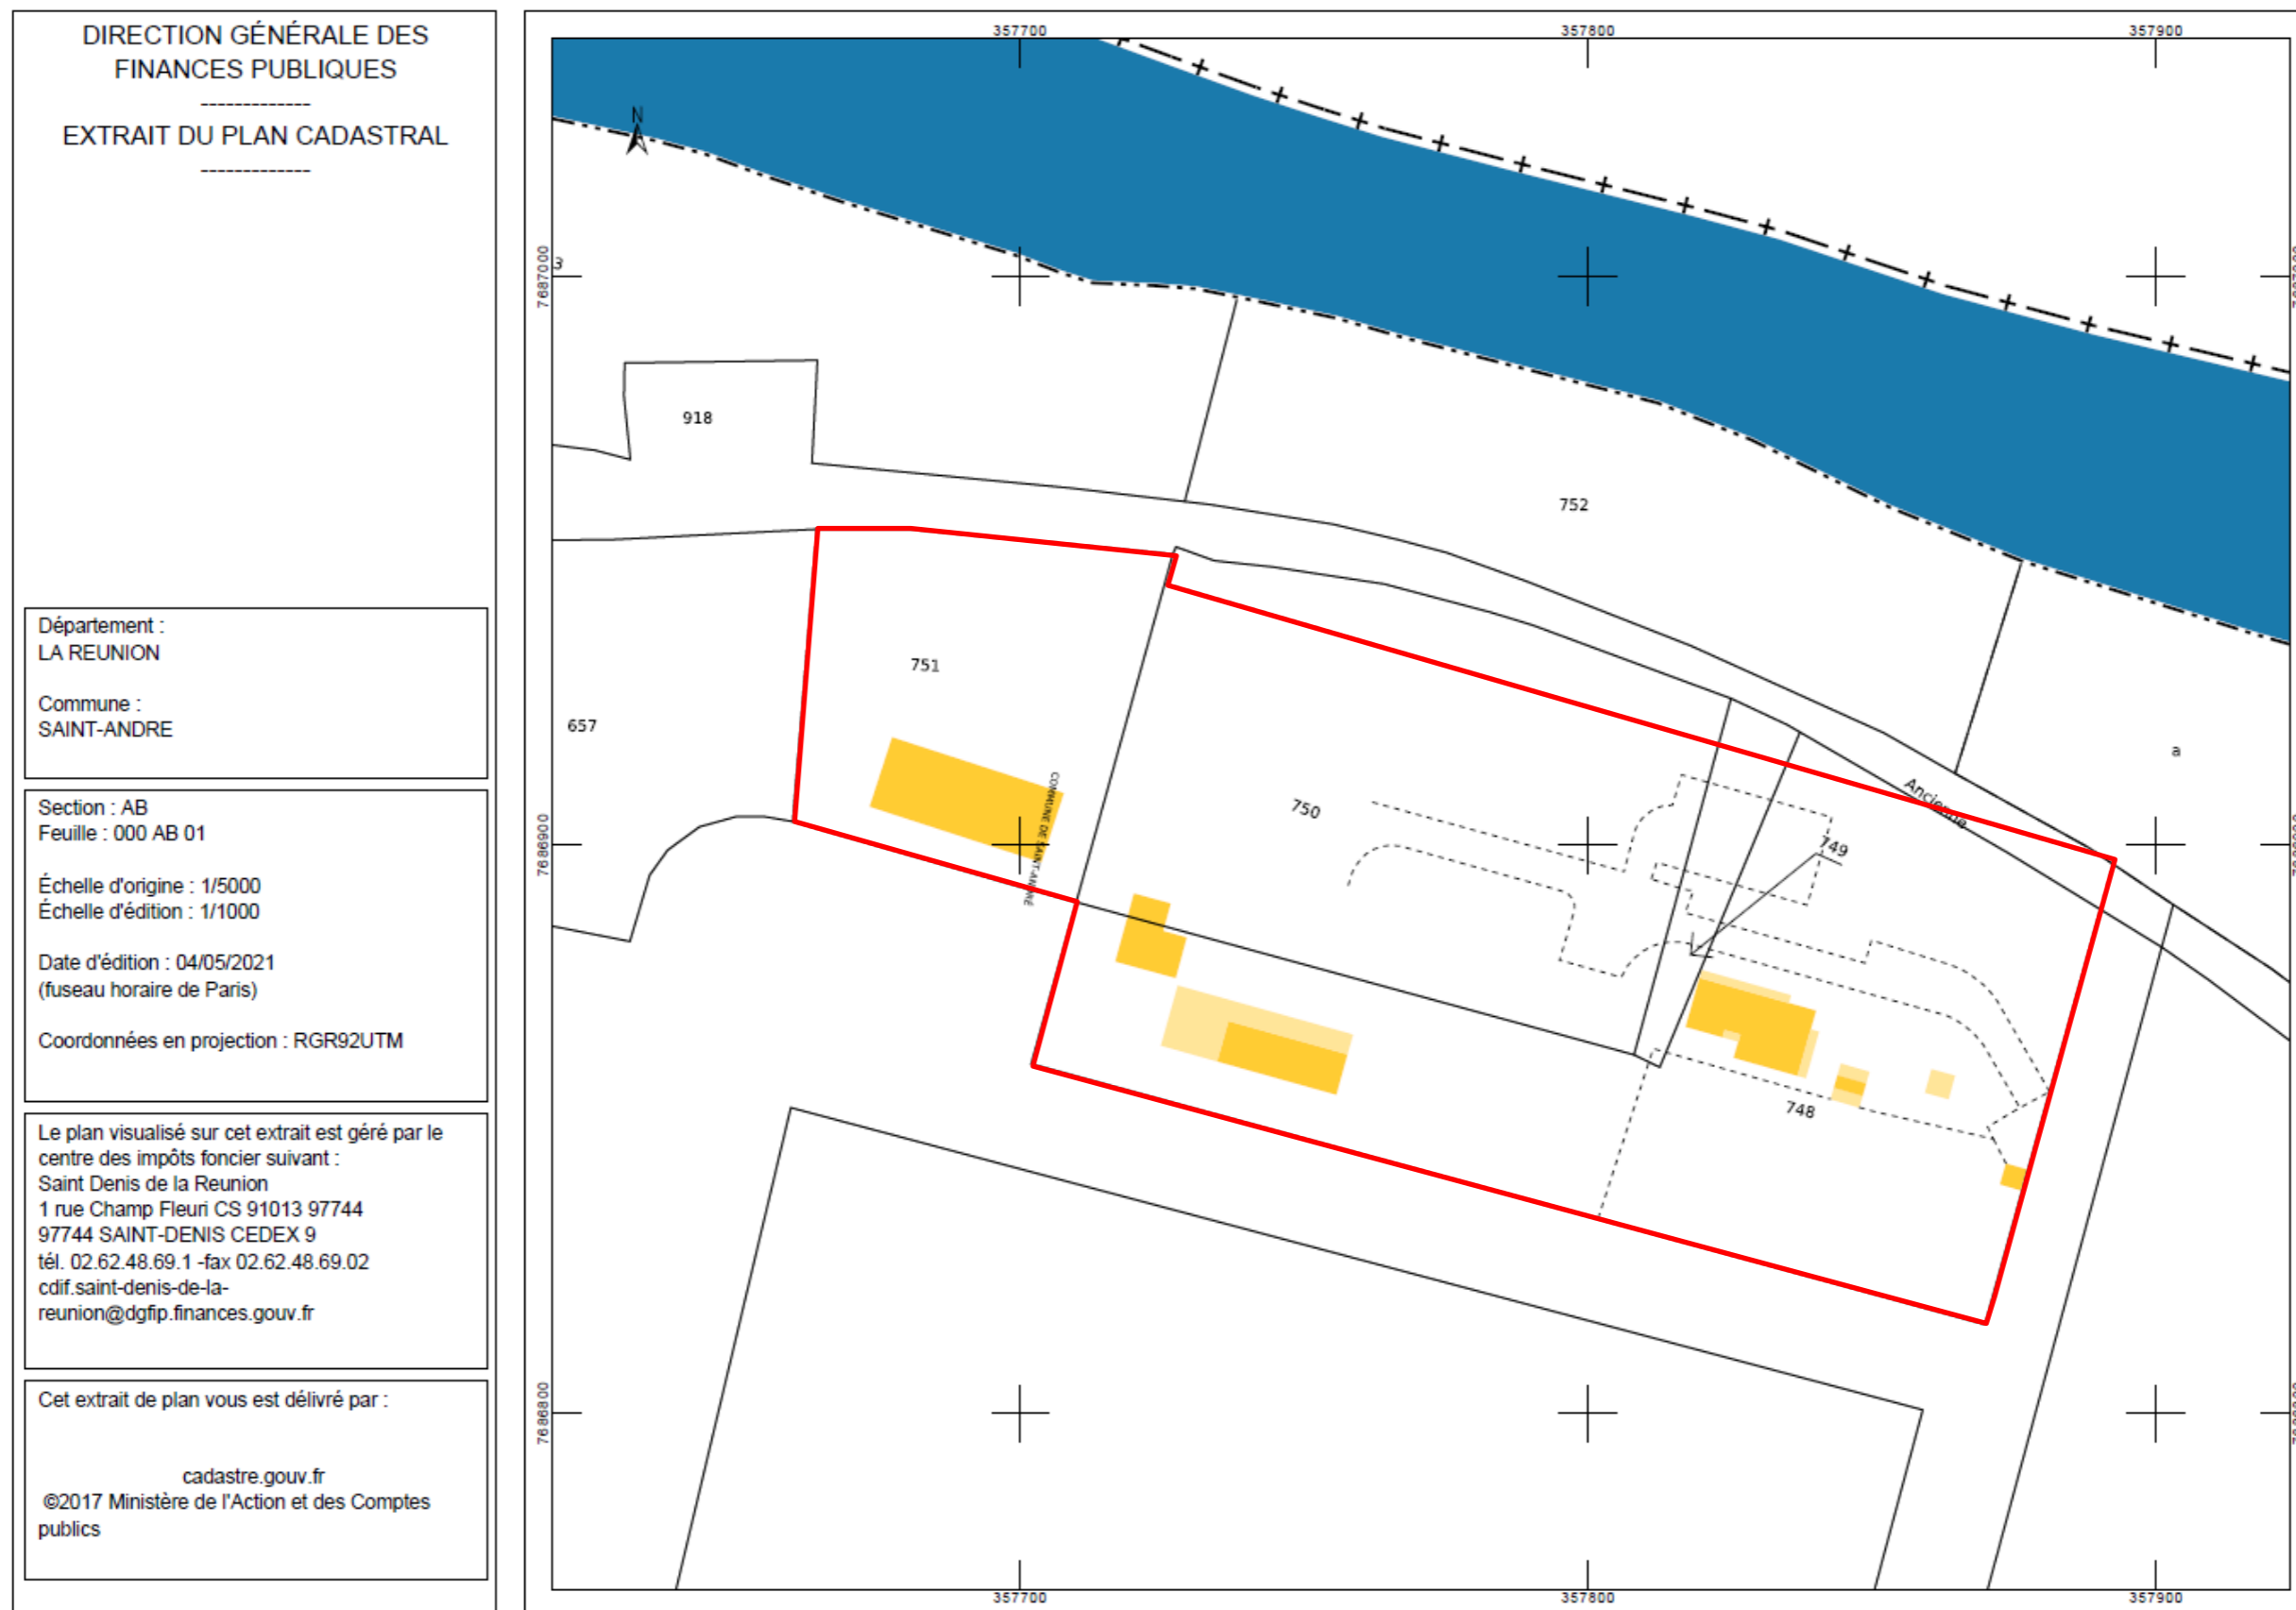 DIRECTION GÉNÉRALE DES
FINANCES PUBLIQUES
-------------
EXTRAIT DU PLAN CADASTRAL
-------------
Département :
LA REUNION
Commune :
SAINT-ANDRE
Section : AB
Feuille : 000 AB 01
Échelle d'origine : 1/5000
Échelle d'édition : 1/1000
Date d'édition : 04/05/2021
(fuseau horaire de Paris)
Coordonnées en projection : RGR92UTM
Le plan visualisé sur cet extrait est géré par le
centre des impôts foncier suivant :
Saint Denis de la Reunion
1 rue Champ Fleuri CS 91013 97744
97744 SAINT-DENIS CEDEX 9
tél. 02.62.48.69.1 -fax 02.62.48.69.02
cdif.saint-denis-de-la-
reunion@dgfip.finances.gouv.fr
Cet extrait de plan vous est délivré par :
cadastre.gouv.fr
©2017 Ministère de l'Action et des Comptes
publics
357700
357800
357900
N
7687000
3
918
752
751
657
a
Ancienne
750
749
COMMUNE DE SAINT-ANDRÉ
7686900
748
7686800
357700
357800
357900